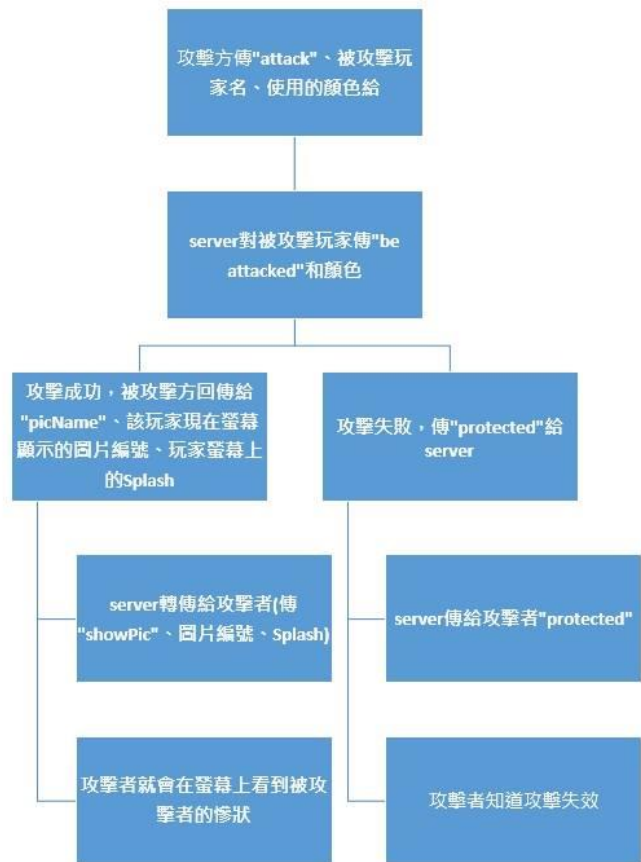 攻擊方傳"attack"、被攻擊玩
家名、使用的顏色給
server對被攻擊玩家傳"be
attacked"和顏色
攻擊成功，被攻擊方回傳給
"picName"、該玩家現在螢幕
顯示的圖片編號、玩家螢幕上
的Splash
攻擊失敗，傳"protected"給
server
server轉傳給攻擊者(傳
"showPic"、圖片編號、Splash)
server傳給攻擊者"protected"
攻擊者就會在螢幕上看到被攻
擊者的慘狀
攻擊者知道攻擊失效